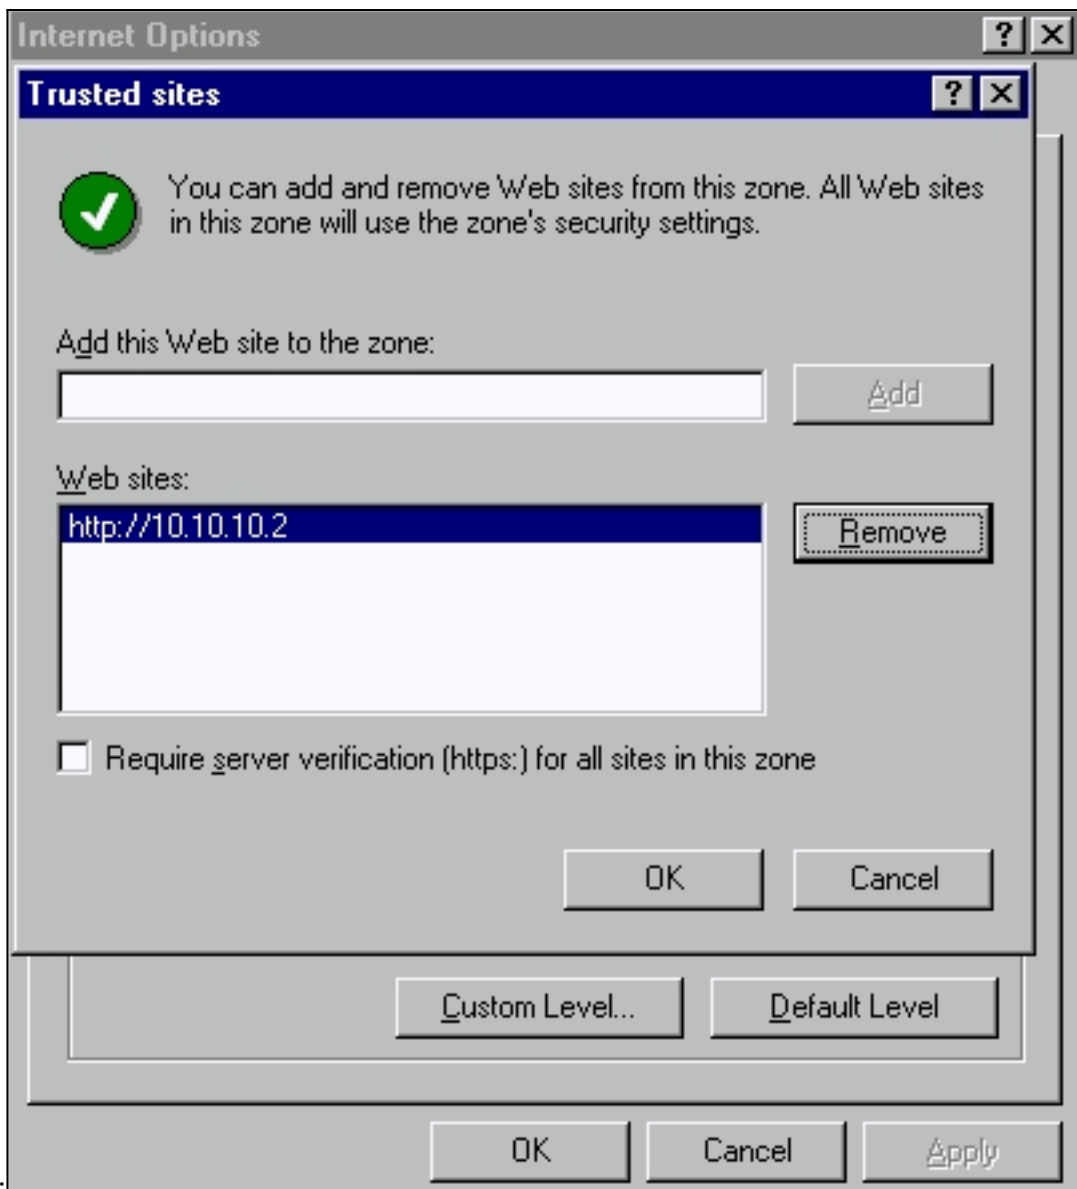 Internet Options
Trusted sites
You can add and remove Web sites from this zone. All Web sites
in this zone will use the zone's security settings.
Add this Web site to the zone:
Add
Web sites:
http://10.10.10.2
Remove
Require server verification (https:) for all sites in this zone
OK
Cancel
Custom Level...
Default Level
OK
Cancel
Apply